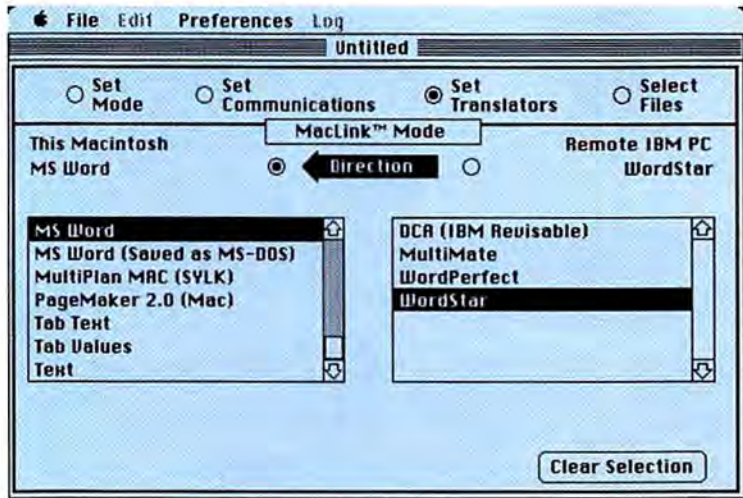 File Edit Preferences Log
Untitled
Set Mode
Set Communications
Set Translators
Select Files
MacLink™ Mode
This Macintosh
Remote IBM PC
MS Word
Direction
WordStar
MS Word
MS Word (Saved as MS-DOS)
MultiPlan MAC (SYLK)
PageMaker 2.0 (Mac)
Tab Text
Tab Values
Text
DCA (IBM Revisable)
MultiMate
WordPerfect
WordStar
Clear Selection